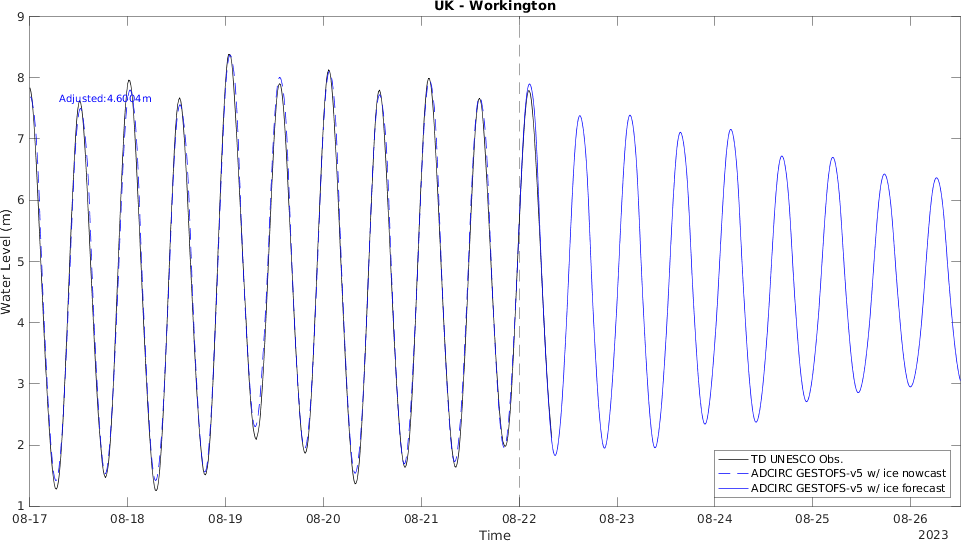 UK - Workington
9
8
7
6
5
4
3
2
1
Water Level (m)
Adjusted:4.6004m
TD UNESCO Obs.
ADCIRC GESTOFS-v5 w/ ice nowcast
ADCIRC GESTOFS-v5 w/ ice forecast
08-17 08-18 08-19 08-20 08-21 08-22 08-23 08-24 08-25 08-26
Time
2023